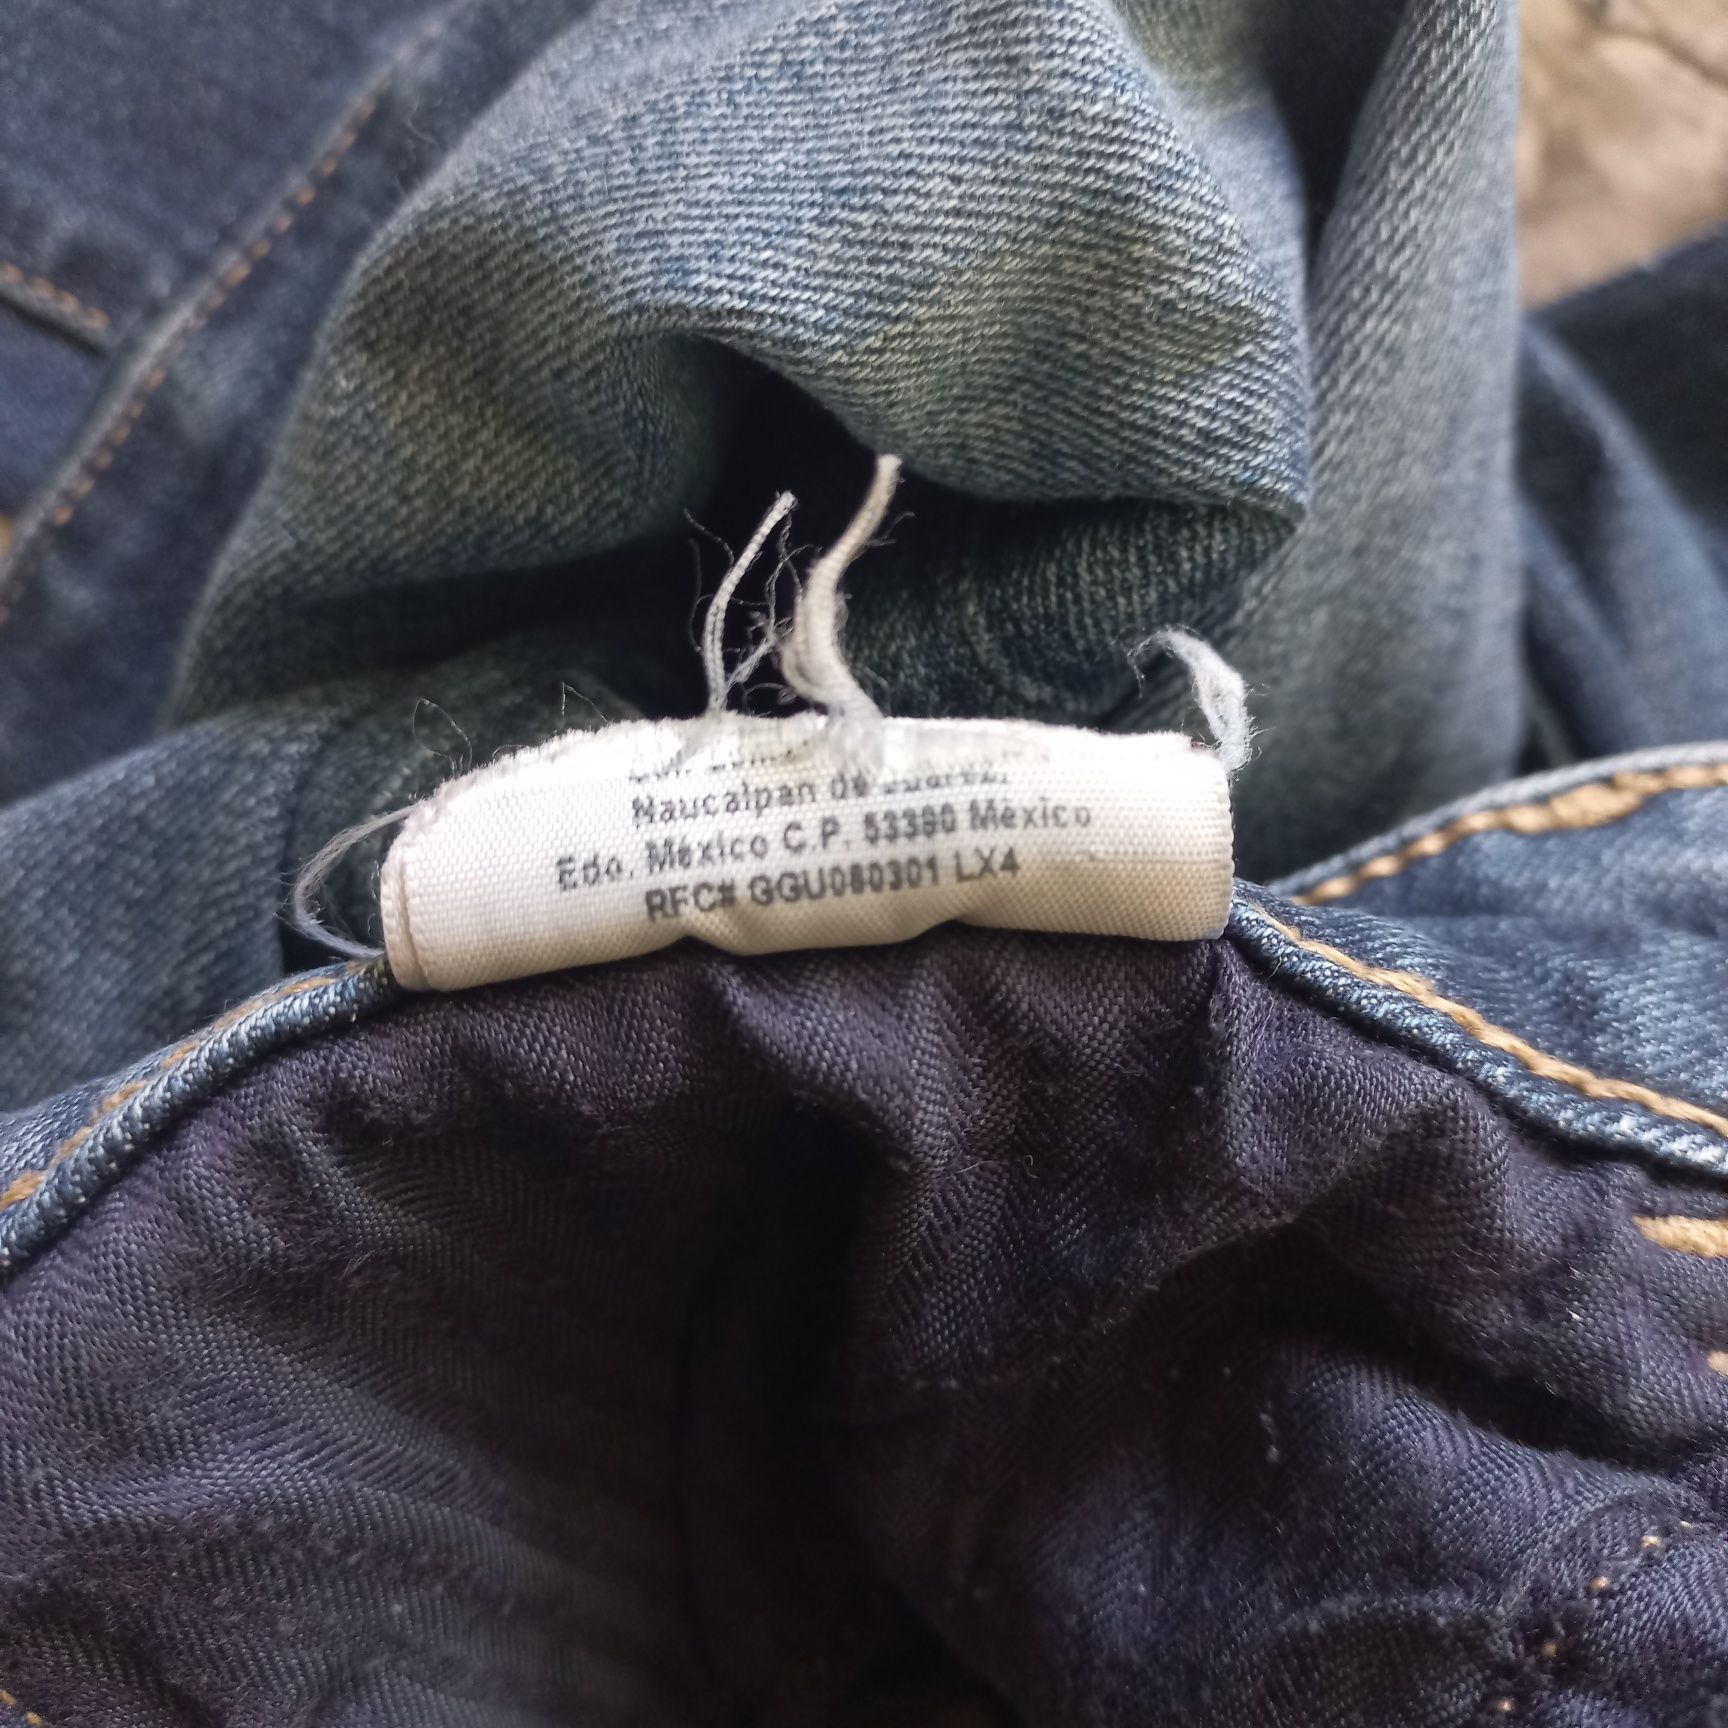 Naucalpan de Juárez,
Edo. México C.P. 53390 México
RFC# GGU080301 LX4